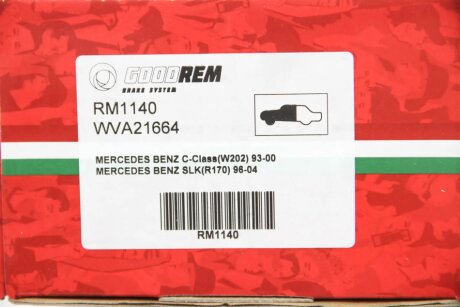 GOODREM
BRAKE SYSTEM
RM1140
WVA21664
MERCEDES BENZ C-Class(W202) 93-00
MERCEDES BENZ SLK(R170) 96-04
RM1140